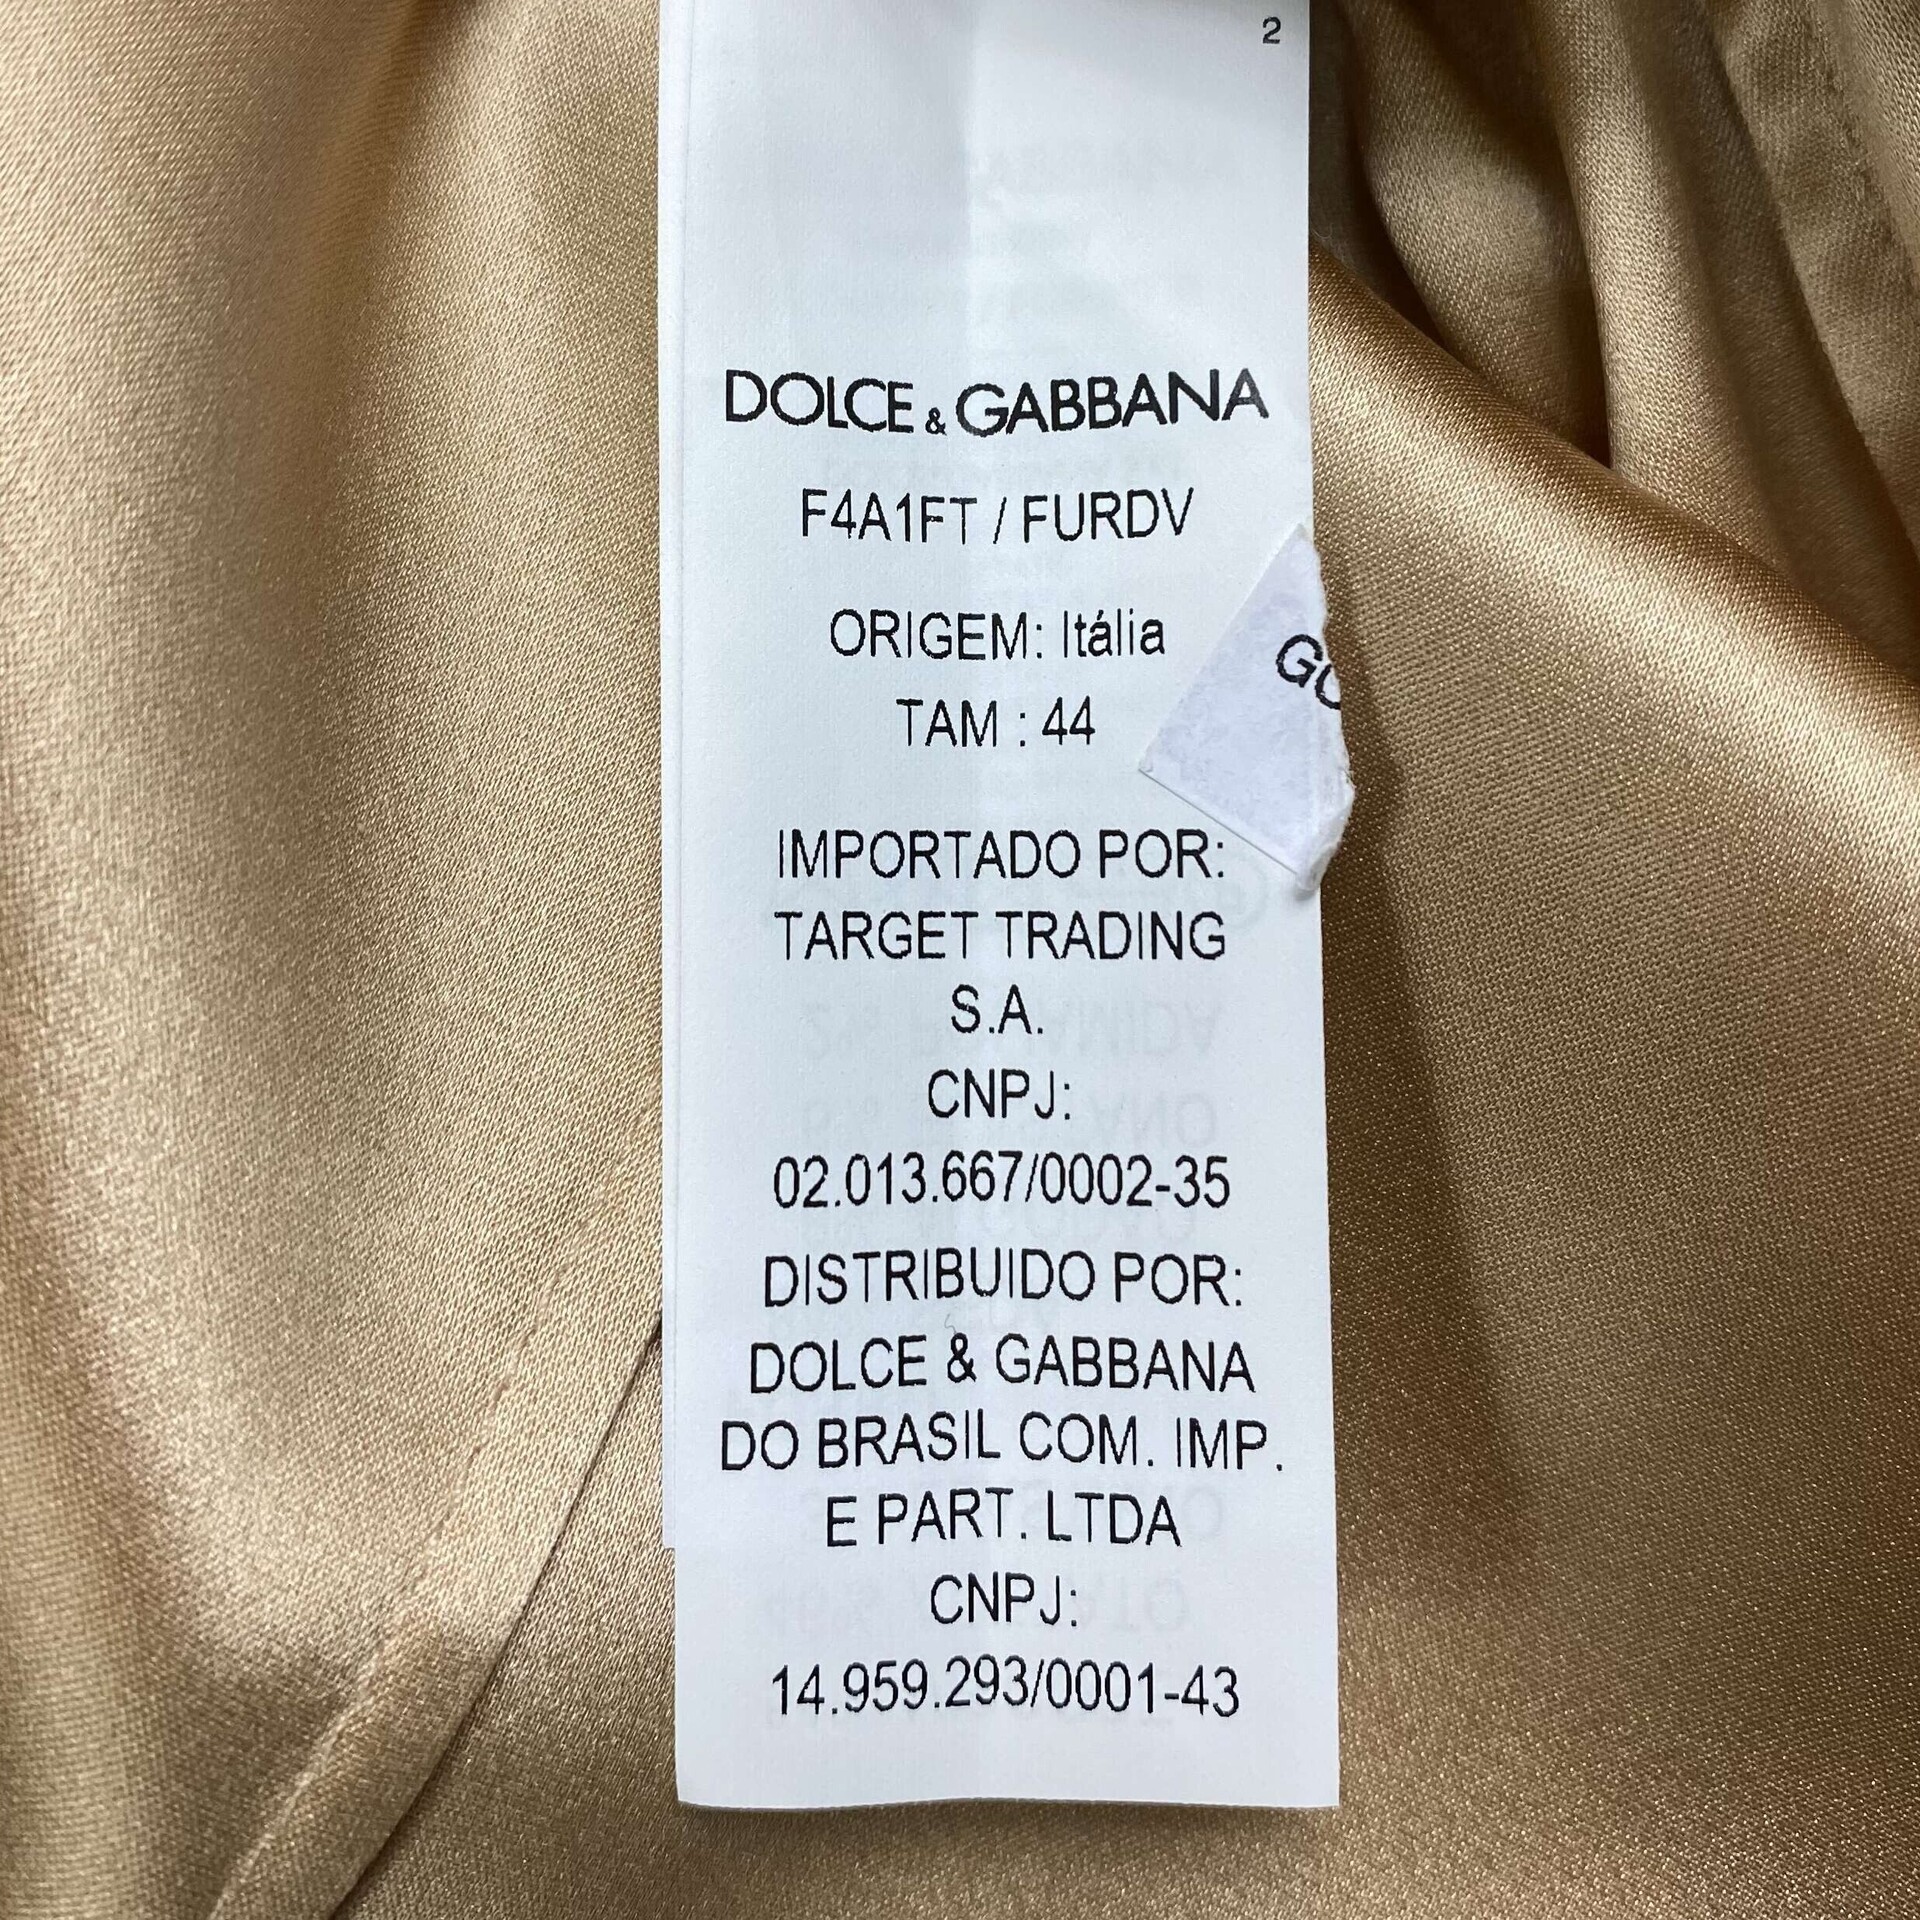 2
DOLCE & GABBANA
F4A1FT / FURDV
ORIGEM: Itália
TAM : 44
IMPORTADO POR:
TARGET TRADING
S.A.
CNPJ:
02.013.667/0002-35
DISTRIBUIDO POR:
DOLCE & GABBANA
DO BRASIL COM. IMP.
E PART. LTDA
CNPJ:
14.959.293/0001-43